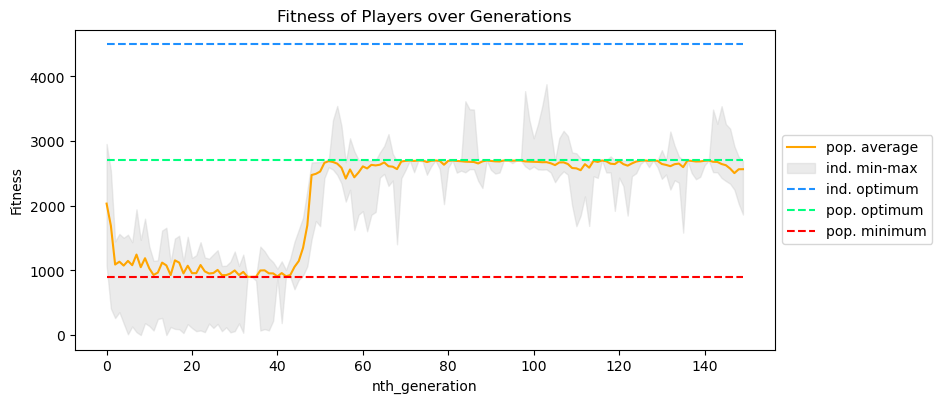 Fitness of Players over Generations
Fitness
4000
3000
2000
1000
0
0 20 40 60 80 100 120 140
nth_generation
pop. average
ind. min-max
ind. optimum
pop. optimum
pop. minimum